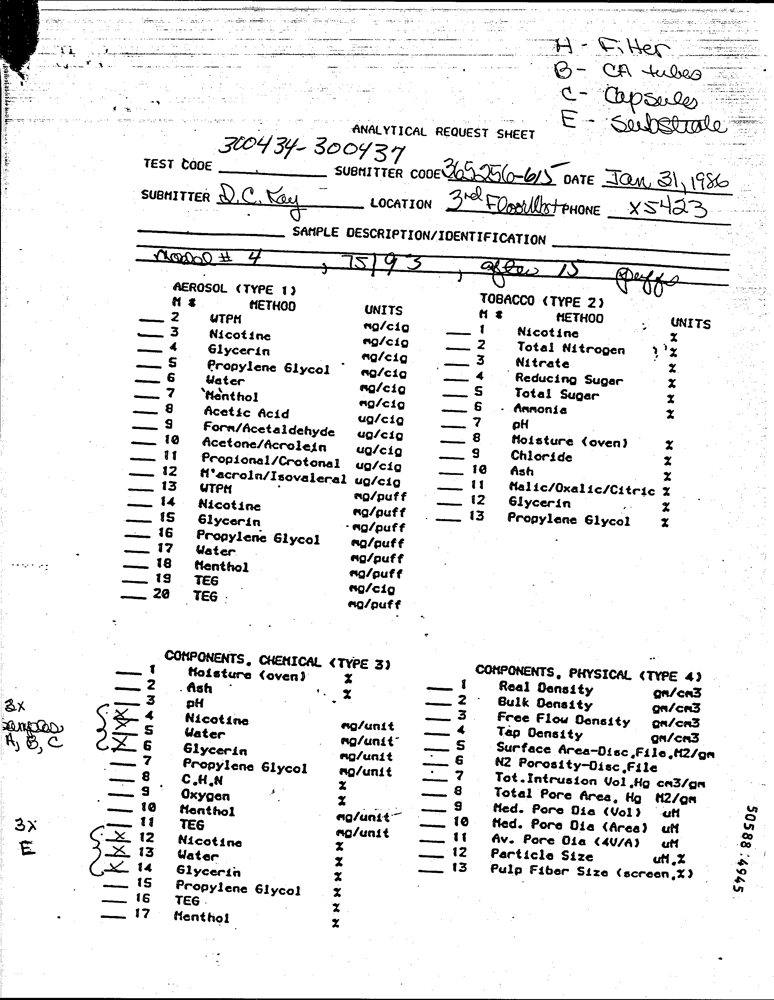 H - Filter
B - CA tubes
C - Capsules
E - Substrate
ANALYTICAL REQUEST SHEET
300434-300437
TEST CODE SUBMITTER CODE 365256-615 DATE Jan 31, 1986
SUBMITTER D.C. Kay LOCATION 3rd Floor PHONE X5423
SAMPLE DESCRIPTION/IDENTIFICATION
Model # 4, 75193, after 15 puffs
AEROSOL (TYPE 1)
M # METHOD UNITS
2 WTPM mg/cig
3 Nicotine mg/cig
4 Glycerin mg/cig
5 Propylene Glycol mg/cig
6 Water mg/cig
7 Menthol mg/cig
8 Acetic Acid ug/cig
9 Form/Acetaldehyde ug/cig
10 Acetone/Acrolein ug/cig
11 Propional/Crotonal ug/cig
12 M'acroln/Isovaleral ug/cig
13 WTPM mg/puff
14 Nicotine mg/puff
15 Glycerin mg/puff
16 Propylene Glycol mg/puff
17 Water mg/puff
18 Menthol mg/puff
19 TEG mg/cig
20 TEG mg/puff
TOBACCO (TYPE 2)
M # METHOD UNITS
1 Nicotine %
2 Total Nitrogen %
3 Nitrate %
4 Reducing Sugar %
5 Total Sugar %
6 Ammonia %
7 pH
8 Moisture (oven) %
9 Chloride %
10 Ash %
11 Malic/Oxalic/Citric %
12 Glycerin %
13 Propylene Glycol %
COMPONENTS, CHEMICAL (TYPE 3)
1 Moisture (oven) %
2 Ash %
3 pH
X 4 Nicotine mg/unit
X 5 Water mg/unit
X 6 Glycerin mg/unit
7 Propylene Glycol mg/unit
8 C,H,N %
9 Oxygen %
10 Menthol mg/unit
11 TEG mg/unit
X 12 Nicotine %
X 13 Water %
X 14 Glycerin %
15 Propylene Glycol %
16 TEG %
17 Menthol %
3x
samples
A, B, C
3x
E
COMPONENTS, PHYSICAL (TYPE 4)
1 Real Density gm/cm3
2 Bulk Density gm/cm3
3 Free Flow Density gm/cm3
4 Tap Density gm/cm3
5 Surface Area-Disc,File,M2/gm
6 N2 Porosity-Disc,File
7 Tot.Intrusion Vol,Hg cm3/gm
8 Total Pore Area, Hg M2/gm
9 Med. Pore Dia (Vol) uM
10 Med. Pore Dia (Area) uM
11 Av. Pore Dia (4V/A) uM
12 Particle Size uM,%
13 Pulp Fiber Size (screen,%)
50588 4945